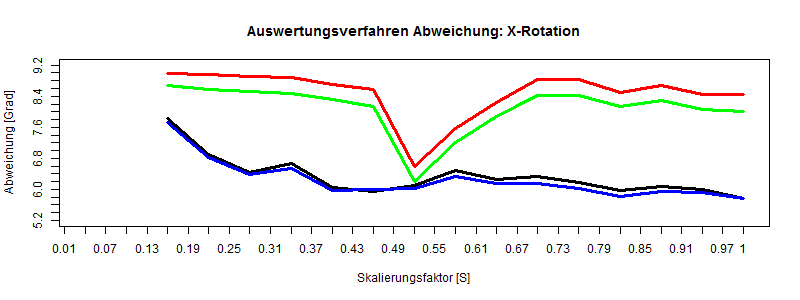 Auswertungsverfahren Abweichung: X-Rotation
Abweichung [Grad]
9.2
8.4
7.6
6.8
6.0
5.2
0.01 0.07 0.13 0.19 0.25 0.31 0.37 0.43 0.49 0.55 0.61 0.67 0.73 0.79 0.85 0.91 0.97 1
Skalierungsfaktor [S]